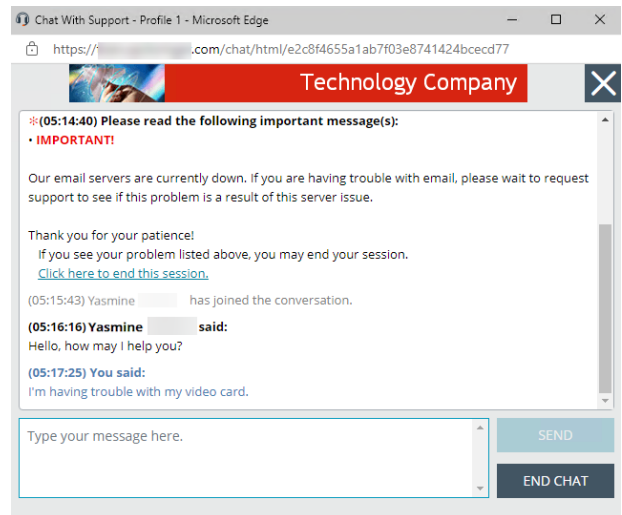 Chat With Support - Profile 1 - Microsoft Edge
https:// .com/chat/html/e2c8f4655a1ab7f03e8741424bcecd77
Technology Company
※(05:14:40) Please read the following important message(s):
• IMPORTANT!
Our email servers are currently down. If you are having trouble with email, please wait to request
support to see if this problem is a result of this server issue.
Thank you for your patience!
If you see your problem listed above, you may end your session.
Click here to end this session.
(05:15:43) Yasmine has joined the conversation.
(05:16:16) Yasmine said:
Hello, how may I help you?
(05:17:25) You said:
I'm having trouble with my video card.
Type your message here.
SEND
END CHAT